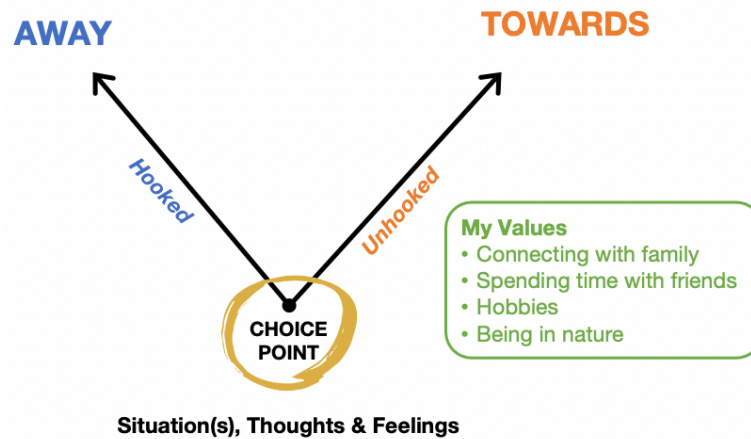 AWAY
TOWARDS
Hooked
Unhooked
My Values
• Connecting with family
• Spending time with friends
• Hobbies
• Being in nature
CHOICE
POINT
Situation(s), Thoughts & Feelings